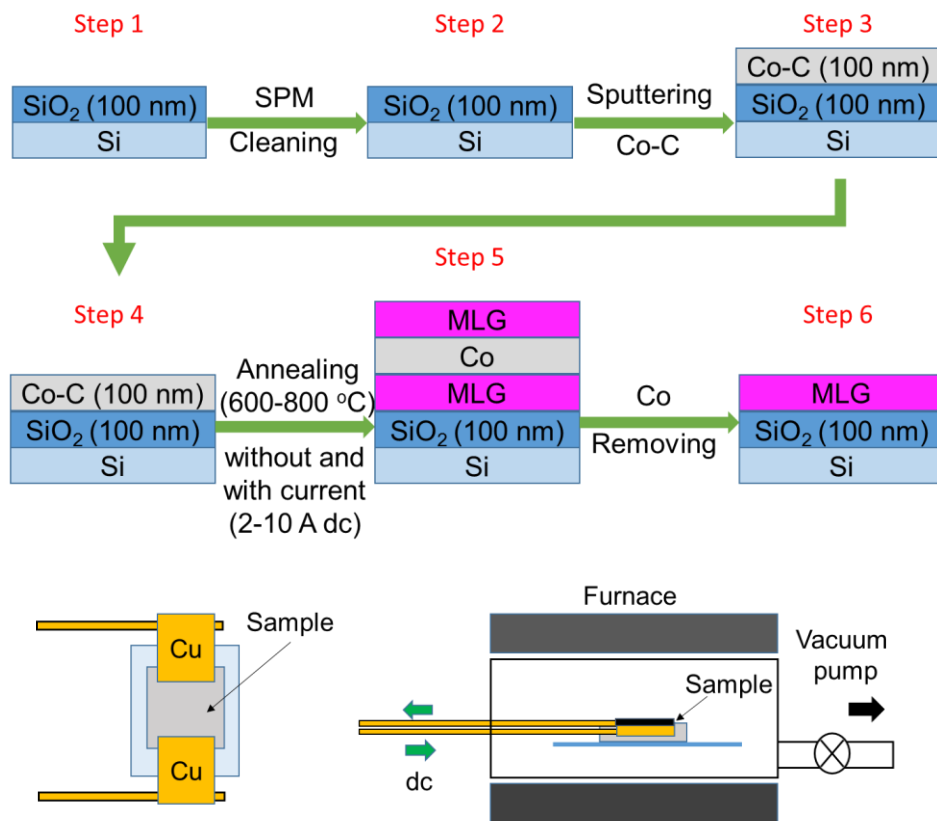 Step 1
Step 2
Step 3
SiO₂ (100 nm)
Si
SPM
Cleaning
SiO₂ (100 nm)
Si
Sputtering
Co-C
Co-C (100 nm)
SiO₂ (100 nm)
Si
Step 4
Step 5
Step 6
Co-C (100 nm)
SiO₂ (100 nm)
Si
Annealing
(600-800 ᵒC)
without and
with current
(2-10 A dc)
MLG
Co
MLG
SiO₂ (100 nm)
Si
Co
Removing
MLG
SiO₂ (100 nm)
Si
Cu
Sample
Cu
Furnace
Sample
Vacuum
pump
dc